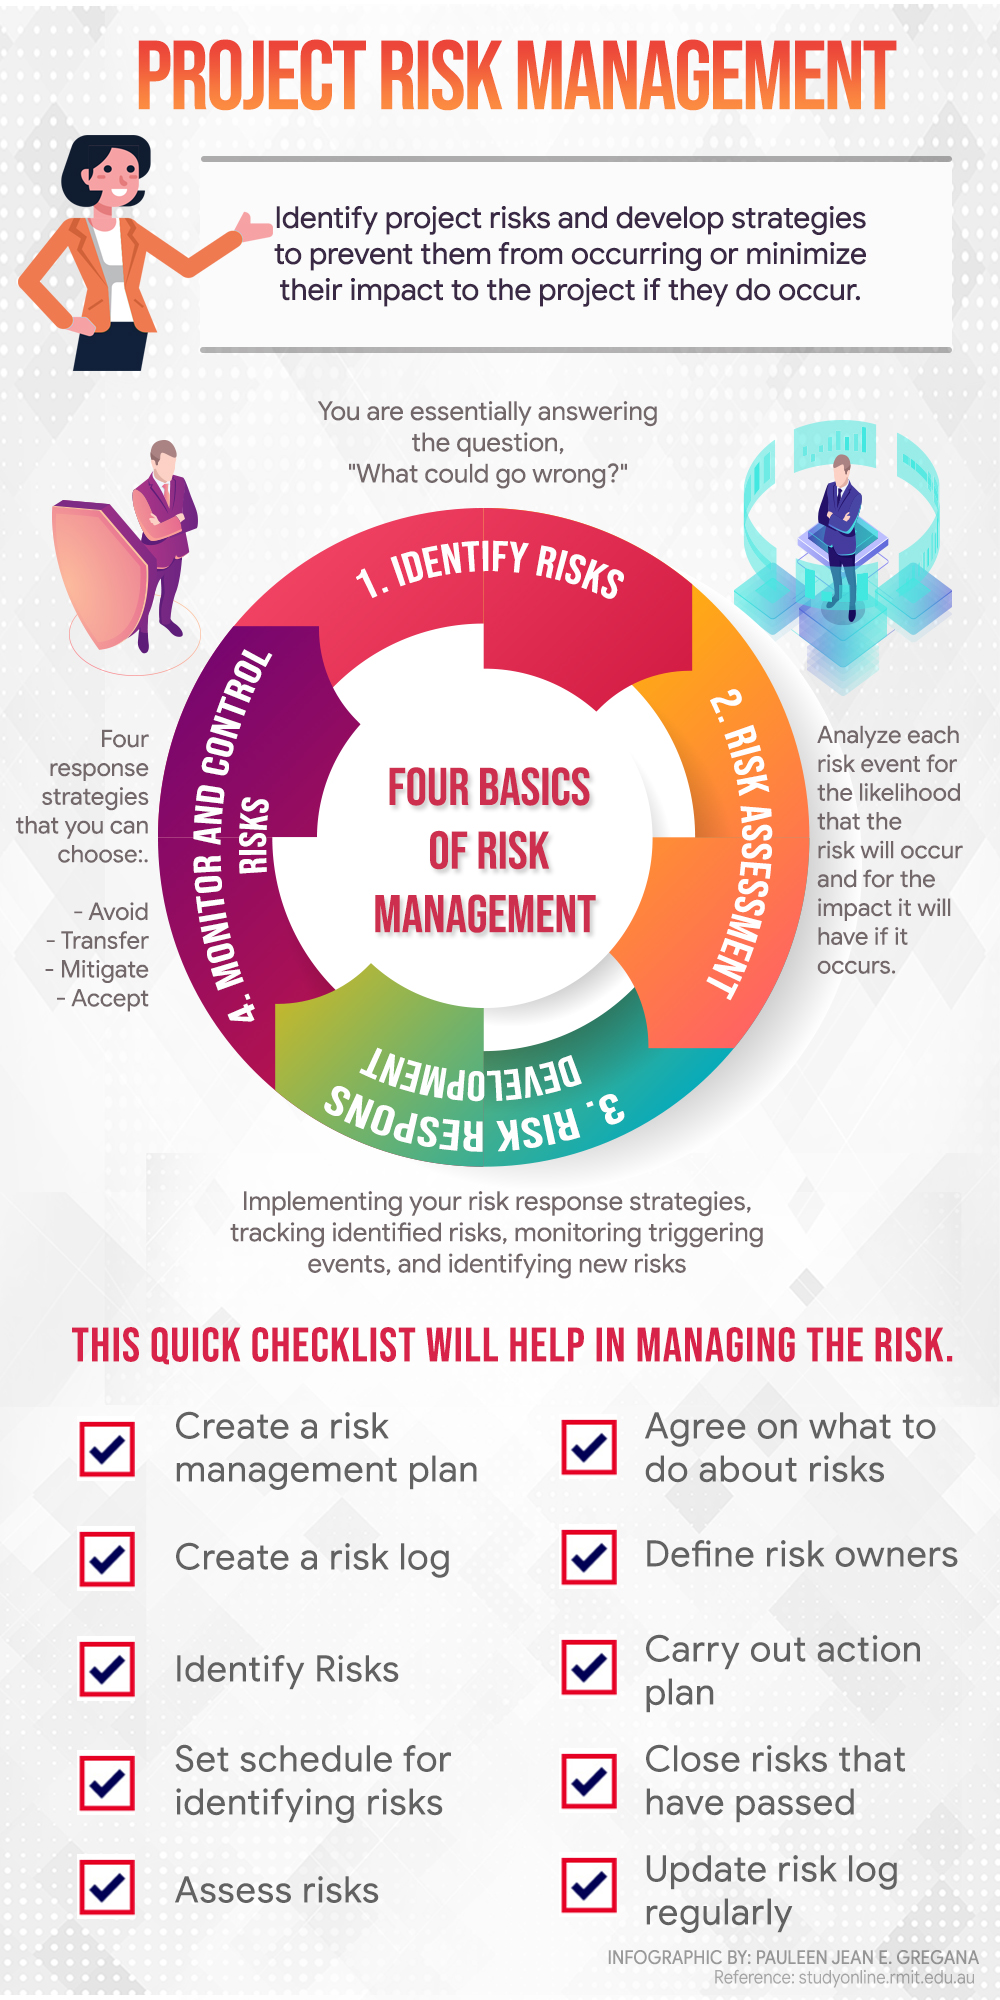 PROJECT RISK MANAGEMENT
Identify project risks and develop strategies
to prevent them from occurring or minimize
their impact to the project if they do occur.
You are essentially answering
the question,
"What could go wrong?"
1. IDENTIFY RISKS
2. RISK ASSESSMENT
Analyze each
risk event for
the likelihood
that the
risk will occur
and for the
impact it will
have if it
occurs.
3. RISK RESPONS
DEVELOPMENT
Implementing your risk response strategies,
tracking identified risks, monitoring triggering
events, and identifying new risks
4. MONITOR AND CONTROL
RISKS
Four
response
strategies
that you can
choose:.
- Avoid
- Transfer
- Mitigate
- Accept
FOUR BASICS
OF RISK
MANAGEMENT
THIS QUICK CHECKLIST WILL HELP IN MANAGING THE RISK.
Create a risk
management plan
Create a risk log
Identify Risks
Set schedule for
identifying risks
Assess risks
Agree on what to
do about risks
Define risk owners
Carry out action
plan
Close risks that
have passed
Update risk log
regularly
INFOGRAPHIC BY: PAULEEN JEAN E. GREGANA
Reference: studyonline.rmit.edu.au